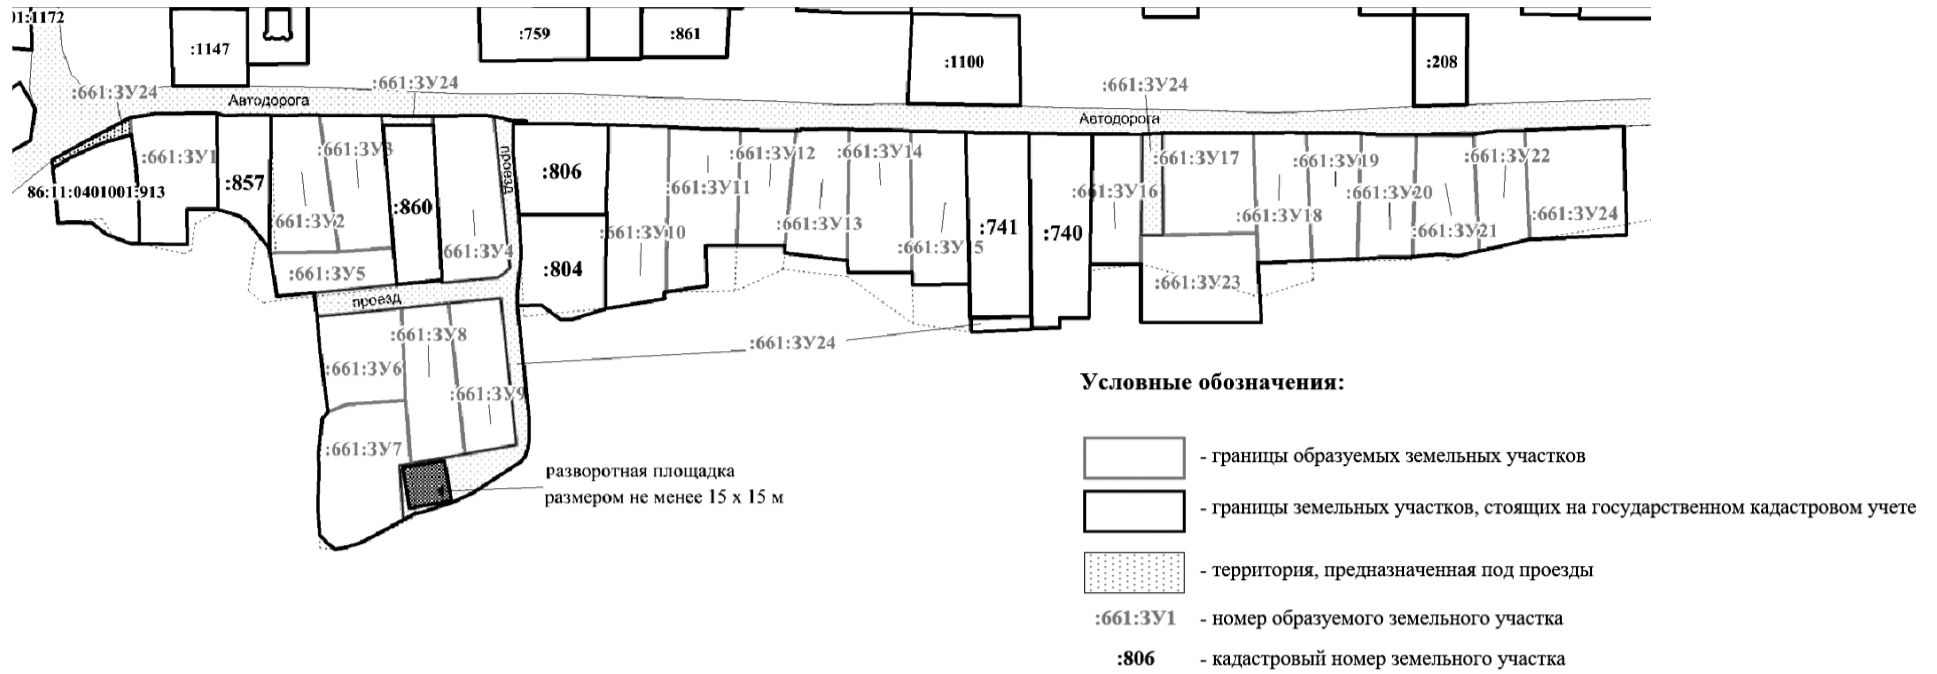 01:1172
:1147
:759
:861
:1100
:208
:661:ЗУ24
:661:ЗУ24
:661:ЗУ24
Автодорога
Автодорога
:661:ЗУ1
86:11:0401001:913
:857
:661:ЗУ2
:661:ЗУ3
:860
:661:ЗУ4
:661:ЗУ5
проезд
проезд
:806
:804
:661:ЗУ10
:661:ЗУ11
:661:ЗУ12
:661:ЗУ13
:661:ЗУ14
:661:ЗУ15
:741
:740
:661:ЗУ16
:661:ЗУ17
:661:ЗУ18
:661:ЗУ19
:661:ЗУ20
:661:ЗУ21
:661:ЗУ22
:661:ЗУ24
:661:ЗУ23
:661:ЗУ24
:661:ЗУ8
:661:ЗУ6
:661:ЗУ9
:661:ЗУ7
разворотная площадка
размером не менее 15 х 15 м
Условные обозначения:
- границы образуемых земельных участков
- границы земельных участков, стоящих на государственном кадастровом учете
- территория, предназначенная под проезды
:661:ЗУ1 - номер образуемого земельного участка
:806 - кадастровый номер земельного участка